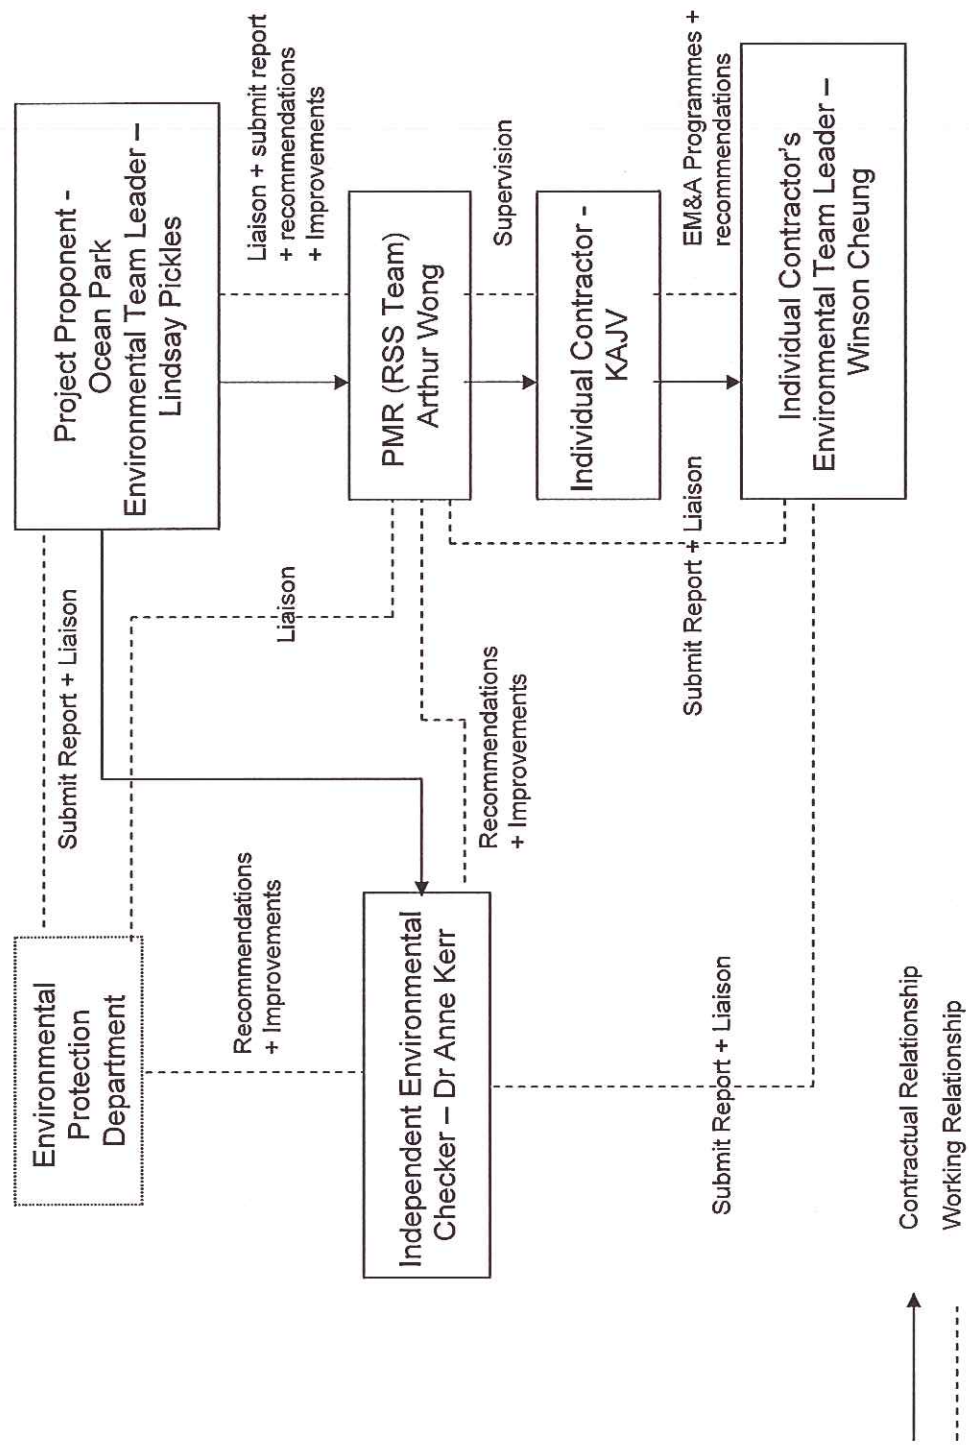 Environmental
Protection
Department
Submit Report + Liaison
Project Proponent -
Ocean Park
Environmental Team Leader –
Lindsay Pickles
Recommendations
+ Improvements
Liaison
Liaison + submit report
+ recommendations
+ Improvements
Independent Environmental
Checker – Dr Anne Kerr
PMR (RSS Team)
Arthur Wong
Recommendations
+ Improvements
Supervision
Individual Contractor -
KAJV
Submit Report + Liaison
Submit Report + Liaison
EM&A Programmes +
recommendations
Individual Contractor's
Environmental Team Leader –
Winson Cheung
Contractual Relationship
Working Relationship